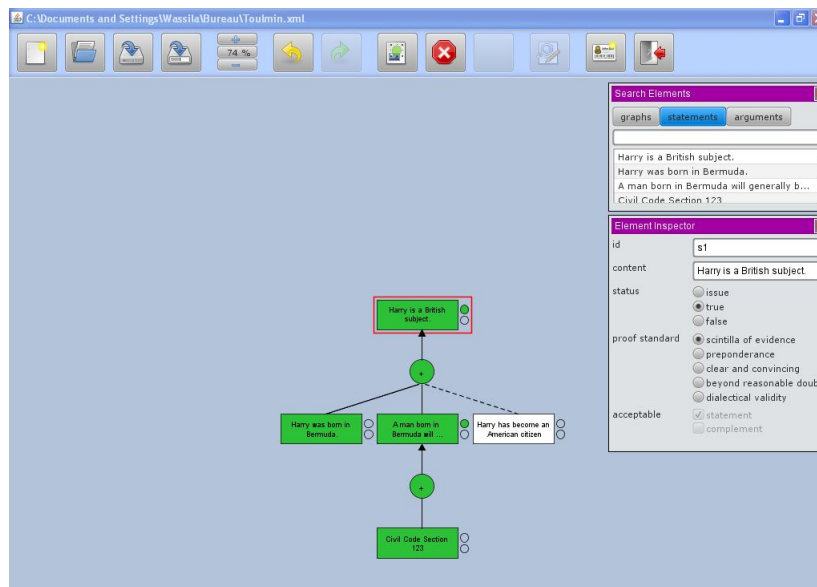 C:\Documents and Settings\Wassila\Bureau\Toulmin.xml
74 %
Search Elements
graphs statements arguments
Harry is a British subject.
Harry was born in Bermuda.
A man born in Bermuda will generally b...
Civil Code Section 123
Element Inspector
id s1
content Harry is a British subject.
status issue
true
false
proof standard scintilla of evidence
preponderance
clear and convincing
beyond reasonable doub
dialectical validity
acceptable statement
complement
Harry is a British
subject.
+
Harry was born in
Bermuda.
A man born in
Bermuda will ...
Harry has become an
American citizen
+
Civil Code Section
123